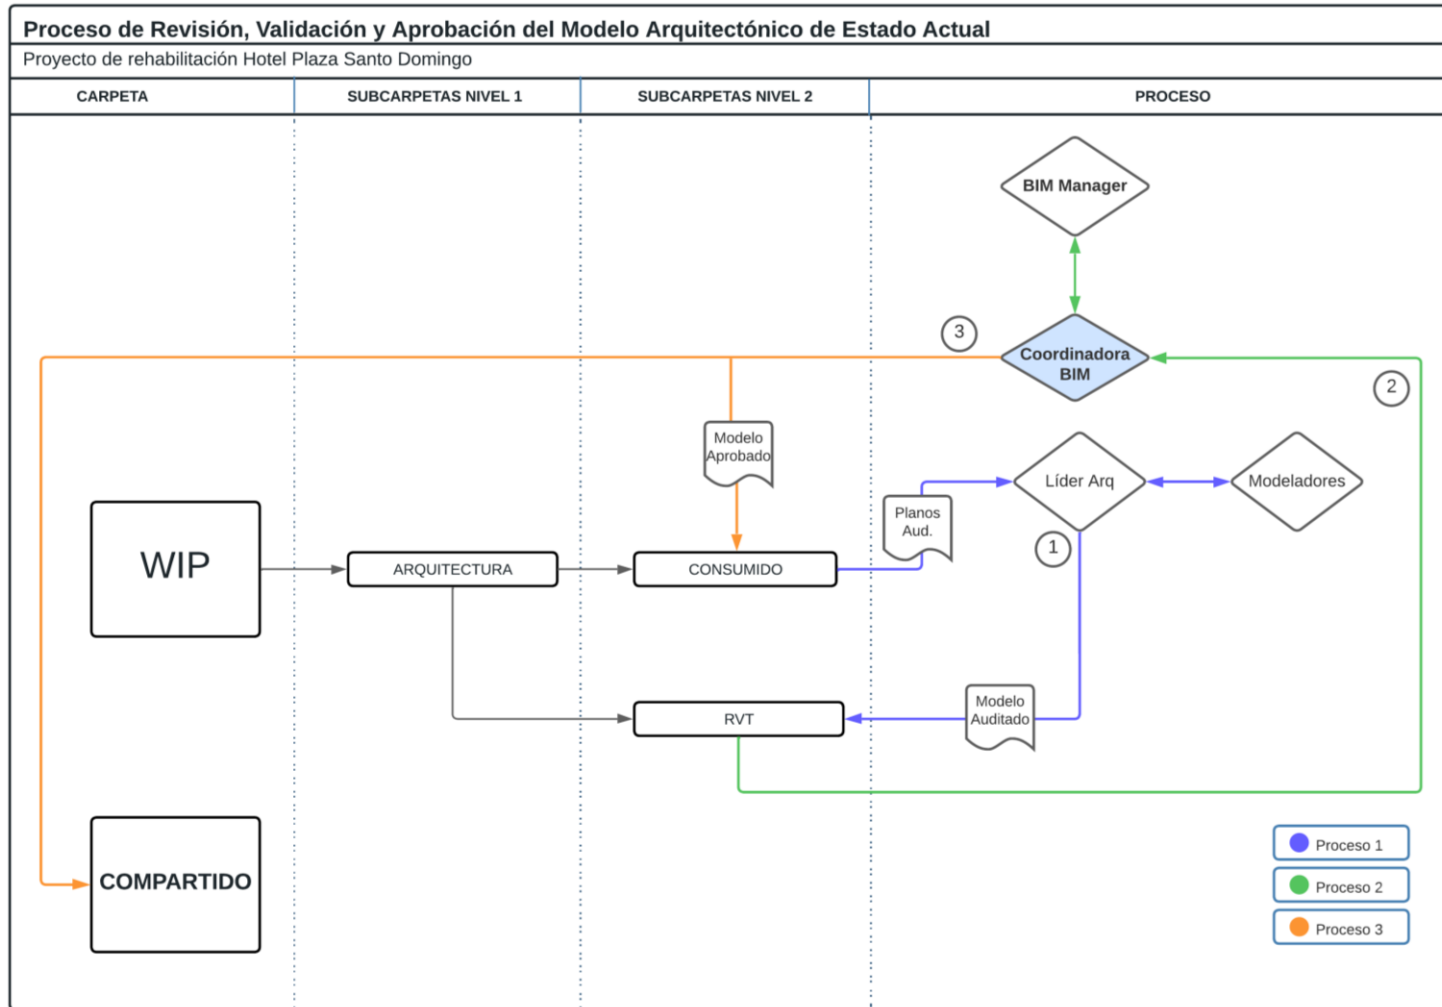 Proceso de Revisión, Validación y Aprobación del Modelo Arquitectónico de Estado Actual
Proyecto de rehabilitación Hotel Plaza Santo Domingo
CARPETA
SUBCARPETAS NIVEL 1
SUBCARPETAS NIVEL 2
PROCESO
BIM Manager
3
Coordinadora
BIM
2
Modelo
Aprobado
Líder Arq
Modeladores
Planos
Aud.
1
WIP
ARQUITECTURA
CONSUMIDO
Modelo
Auditado
RVT
COMPARTIDO
Proceso 1
Proceso 2
Proceso 3